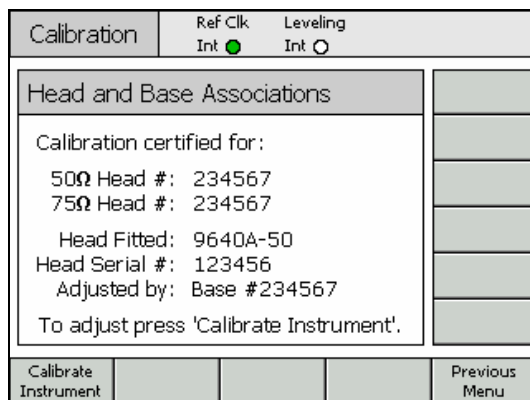 Calibration
Ref Clk Leveling
Int Int
Head and Base Associations
Calibration certified for:
50Ω Head #: 234567
75Ω Head #: 234567
Head Fitted: 9640A-50
Head Serial #: 123456
Adjusted by: Base #234567
To adjust press 'Calibrate Instrument'.
Calibrate
Instrument
Previous
Menu